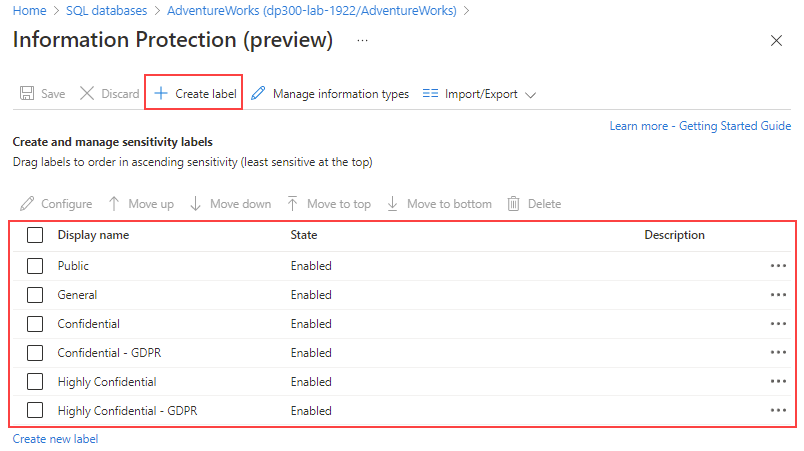 Home > SQL databases > AdventureWorks (dp300-lab-1922/AdventureWorks) >
Information Protection (preview) ...
Save Discard Create label Manage information types Import/Export
Learn more - Getting Started Guide
Create and manage sensitivity labels
Drag labels to order in ascending sensitivity (least sensitive at the top)
Configure Move up Move down Move to top Move to bottom Delete
Display name State Description
Public Enabled
General Enabled
Confidential Enabled
Confidential - GDPR Enabled
Highly Confidential Enabled
Highly Confidential - GDPR Enabled
Create new label